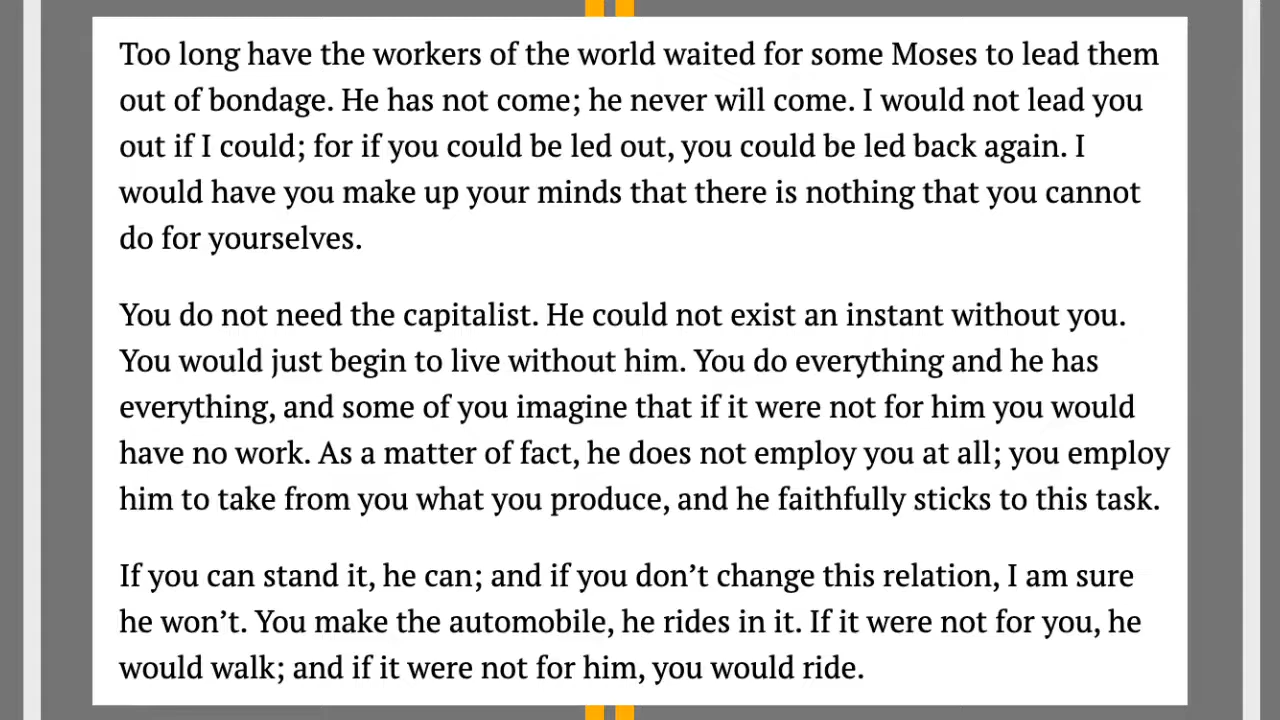 Too long have the workers of the world waited for some Moses to lead them
out of bondage. He has not come; he never will come. I would not lead you
out if I could; for if you could be led out, you could be led back again. I
would have you make up your minds that there is nothing that you cannot
do for yourselves.
You do not need the capitalist. He could not exist an instant without you.
You would just begin to live without him. You do everything and he has
everything, and some of you imagine that if it were not for him you would
have no work. As a matter of fact, he does not employ you at all; you employ
him to take from you what you produce, and he faithfully sticks to this task.
If you can stand it, he can; and if you don’t change this relation, I am sure
he won’t. You make the automobile, he rides in it. If it were not for you, he
would walk; and if it were not for him, you would ride.